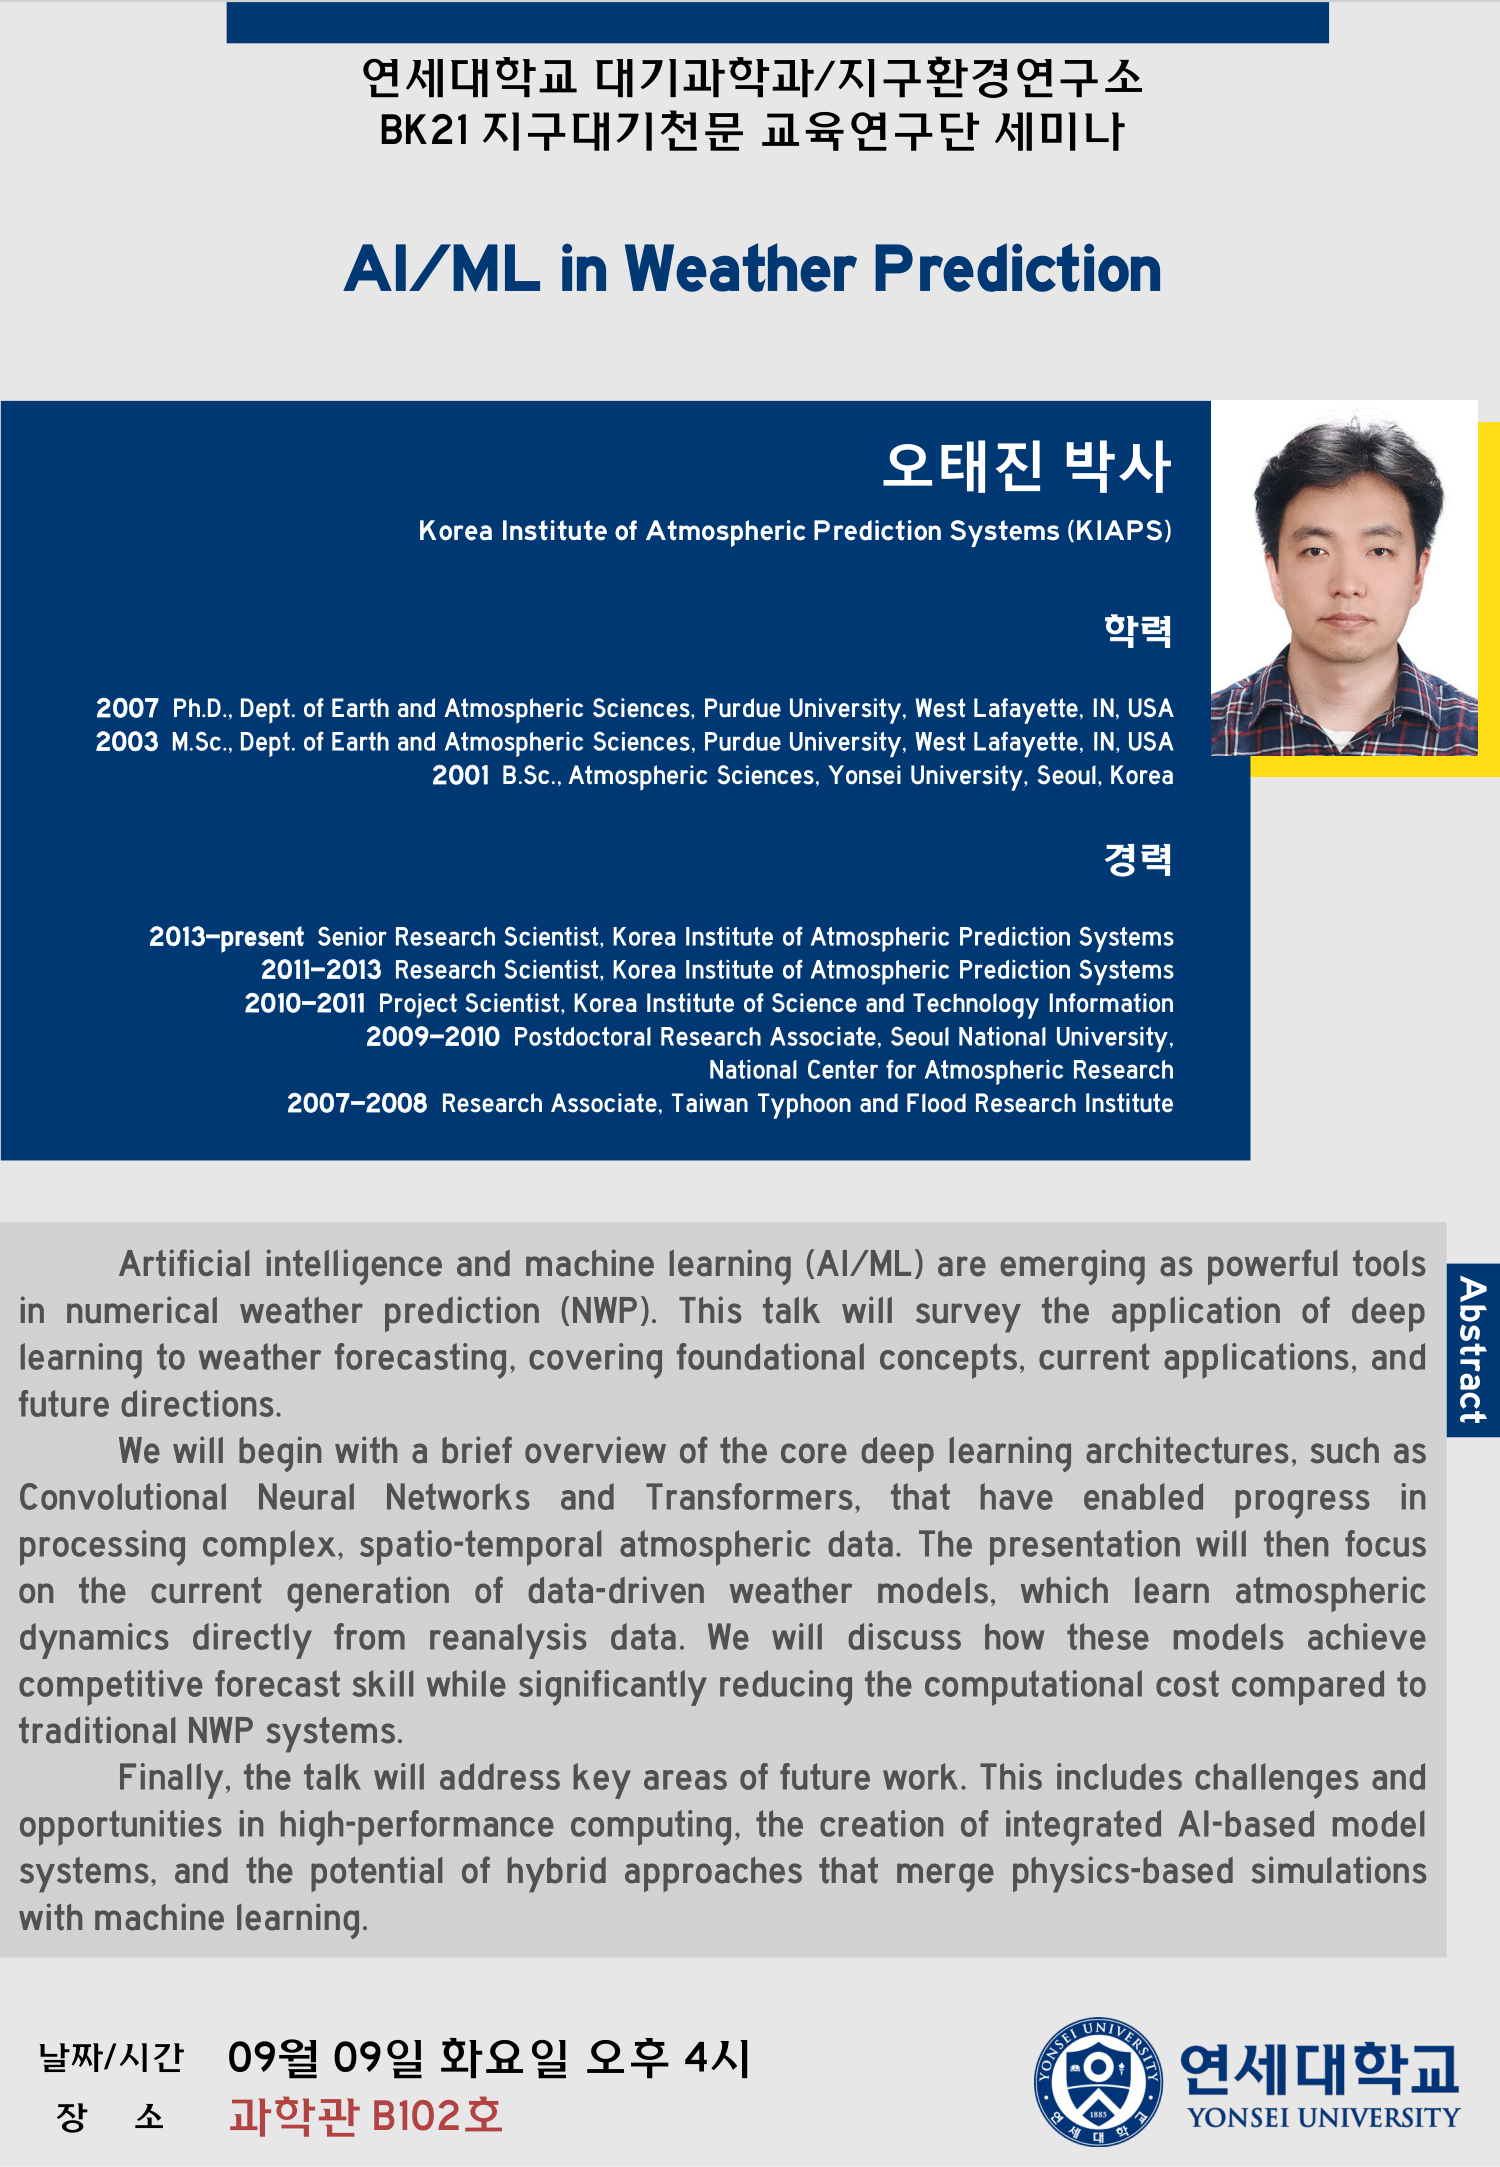 연세대학교 대기과학과/지구환경연구소
BK21 지구대기천문 교육연구단 세미나
AI/ML in Weather Prediction
오태진 박사
Korea Institute of Atmospheric Prediction Systems (KIAPS)
학력
2007 Ph.D., Dept. of Earth and Atmospheric Sciences, Purdue University, West Lafayette, IN, USA
2003 M.Sc., Dept. of Earth and Atmospheric Sciences, Purdue University, West Lafayette, IN, USA
2001 B.Sc., Atmospheric Sciences, Yonsei University, Seoul, Korea
경력
2013–present Senior Research Scientist, Korea Institute of Atmospheric Prediction Systems
2011–2013 Research Scientist, Korea Institute of Atmospheric Prediction Systems
2010–2011 Project Scientist, Korea Institute of Science and Technology Information
2009–2010 Postdoctoral Research Associate, Seoul National University,
National Center for Atmospheric Research
2007–2008 Research Associate, Taiwan Typhoon and Flood Research Institute
Abstract
Artificial intelligence and machine learning (AI/ML) are emerging as powerful tools
in numerical weather prediction (NWP). This talk will survey the application of deep
learning to weather forecasting, covering foundational concepts, current applications, and
future directions.
We will begin with a brief overview of the core deep learning architectures, such as
Convolutional Neural Networks and Transformers, that have enabled progress in
processing complex, spatio-temporal atmospheric data. The presentation will then focus
on the current generation of data-driven weather models, which learn atmospheric
dynamics directly from reanalysis data. We will discuss how these models achieve
competitive forecast skill while significantly reducing the computational cost compared to
traditional NWP systems.
Finally, the talk will address key areas of future work. This includes challenges and
opportunities in high-performance computing, the creation of integrated AI-based model
systems, and the potential of hybrid approaches that merge physics-based simulations
with machine learning.
날짜/시간 09월 09일 화요일 오후 4시
장 소 과학관 B102호
YONSEI UNIVERSITY
1885
연세대학교
연세대학교
YONSEI UNIVERSITY